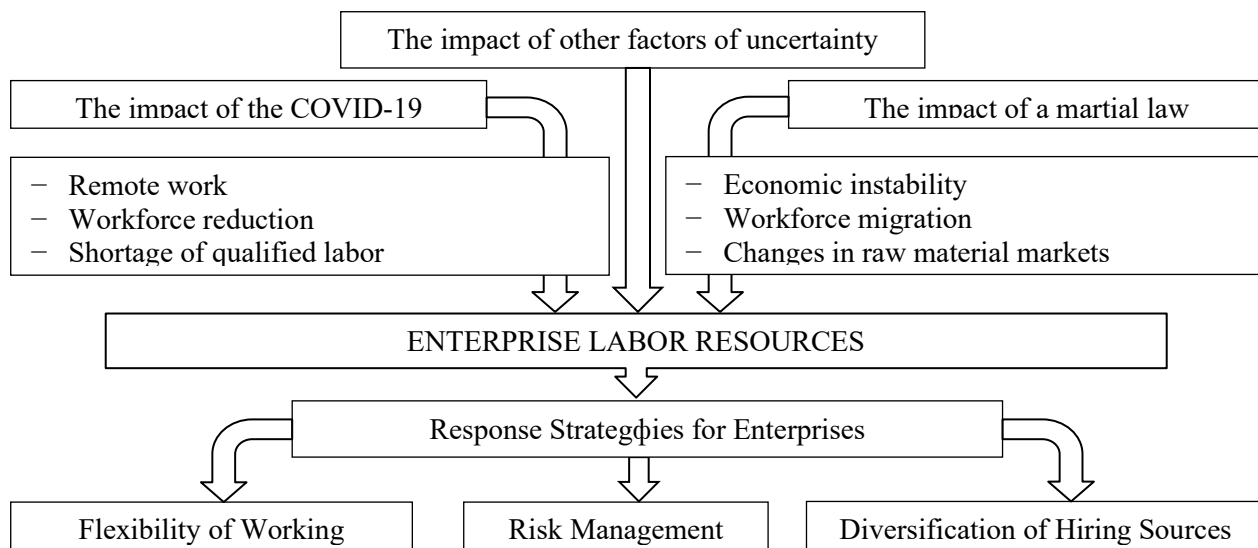 The impact of other factors of uncertainty
The impact of the COVID-19
The impact of a martial law
− Remote work
− Workforce reduction
− Shortage of qualified labor
− Economic instability
− Workforce migration
− Changes in raw material markets
ENTERPRISE LABOR RESOURCES
Response Strategфies for Enterprises
Flexibility of Working
Risk Management
Diversification of Hiring Sources